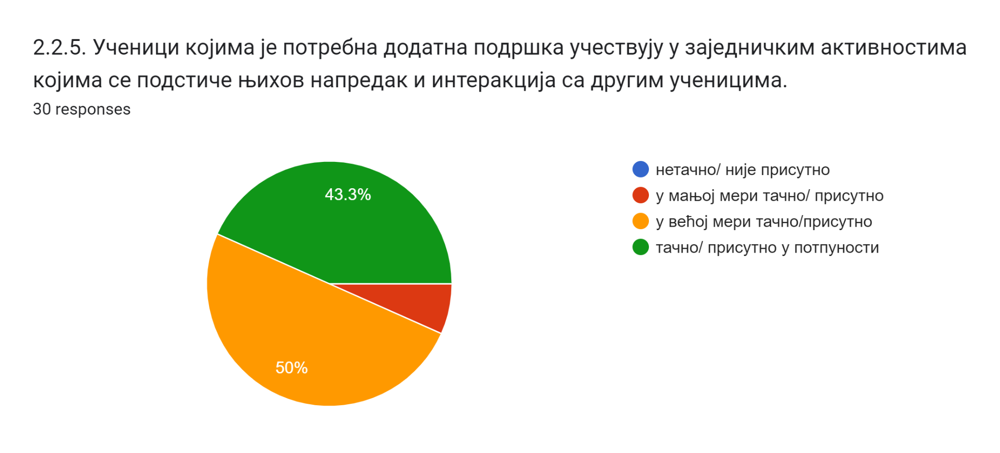 2.2.5. Ученици којима је потребна додатна подршка учествују у заједничким активностима
којима се подстиче њихов напредак и интеракција са другим ученицима.
30 responses
43.3%
50%
нетачно/ није присутно
у мањој мери тачно/ присутно
у већој мери тачно/присутно
тачно/ присутно у потпуности